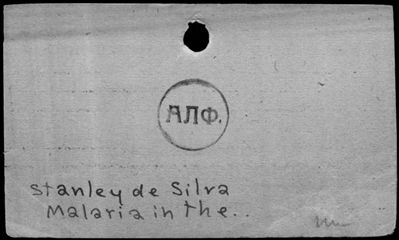 АЛФ.
Stanley de Silva
Malaria in the..